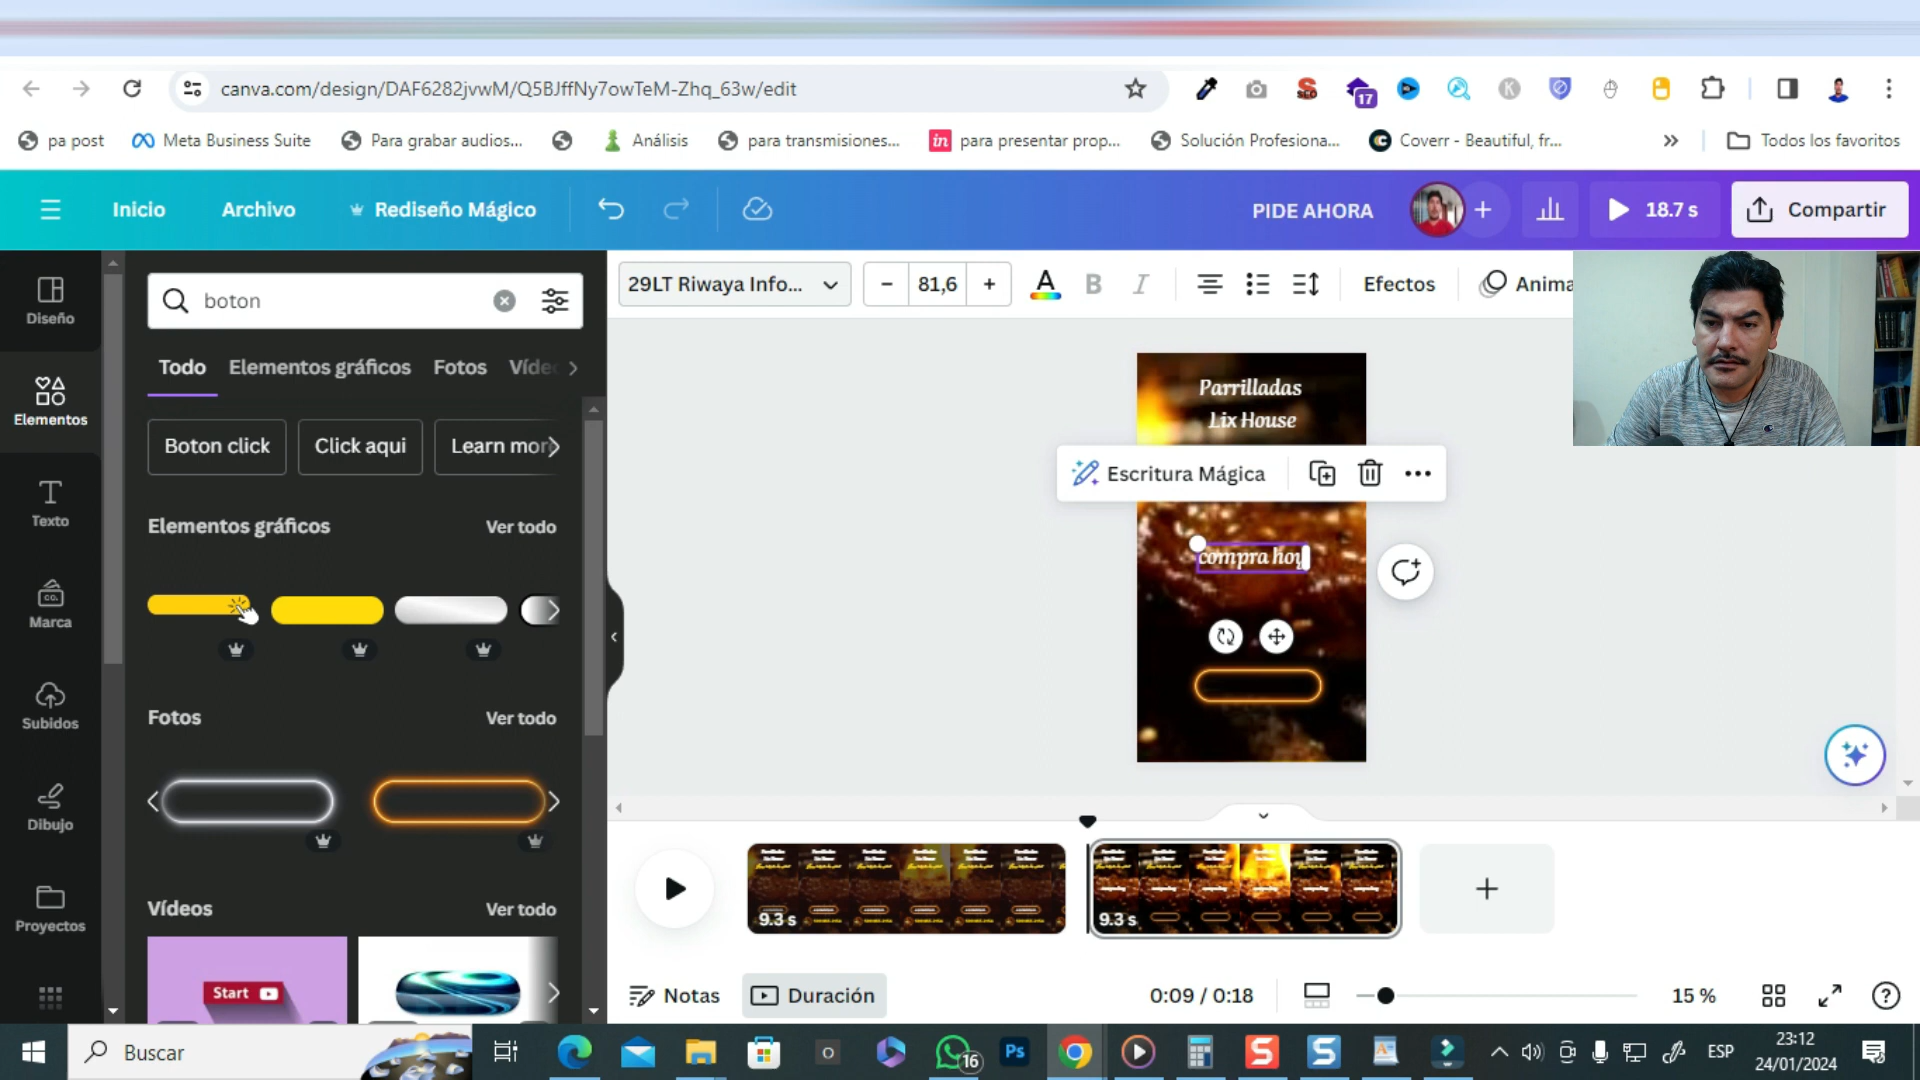 canva.com/design/DAF6282jvwM/Q5BJffNy7owTeM-Zhq_63w/edit
17
pa post
Meta Business Suite
Para grabar audios...
Análisis
para transmisiones...
in
para presentar prop...
Solución Profesiona...
Coverr - Beautiful, fr...
Todos los favoritos
Inicio
Archivo
Rediseño Mágico
PIDE AHORA
18.7 s
Compartir
Diseño
Elementos
Texto
Marca
Subidos
Dibujo
Proyectos
boton
Todo
Elementos gráficos
Fotos
Víde
Boton click
Click aqui
Learn mor
Elementos gráficos
Ver todo
Fotos
Ver todo
Vídeos
Ver todo
Start
29LT Riwaya Info...
81,6
A
B
I
Efectos
Anima
Parrilladas
Lix House
Escritura Mágica
compra hoy
9.3 s
9.3 s
Notas
Duración
0:09 / 0:18
15 %
Buscar
16
Ps
ESP
23:12
24/01/2024